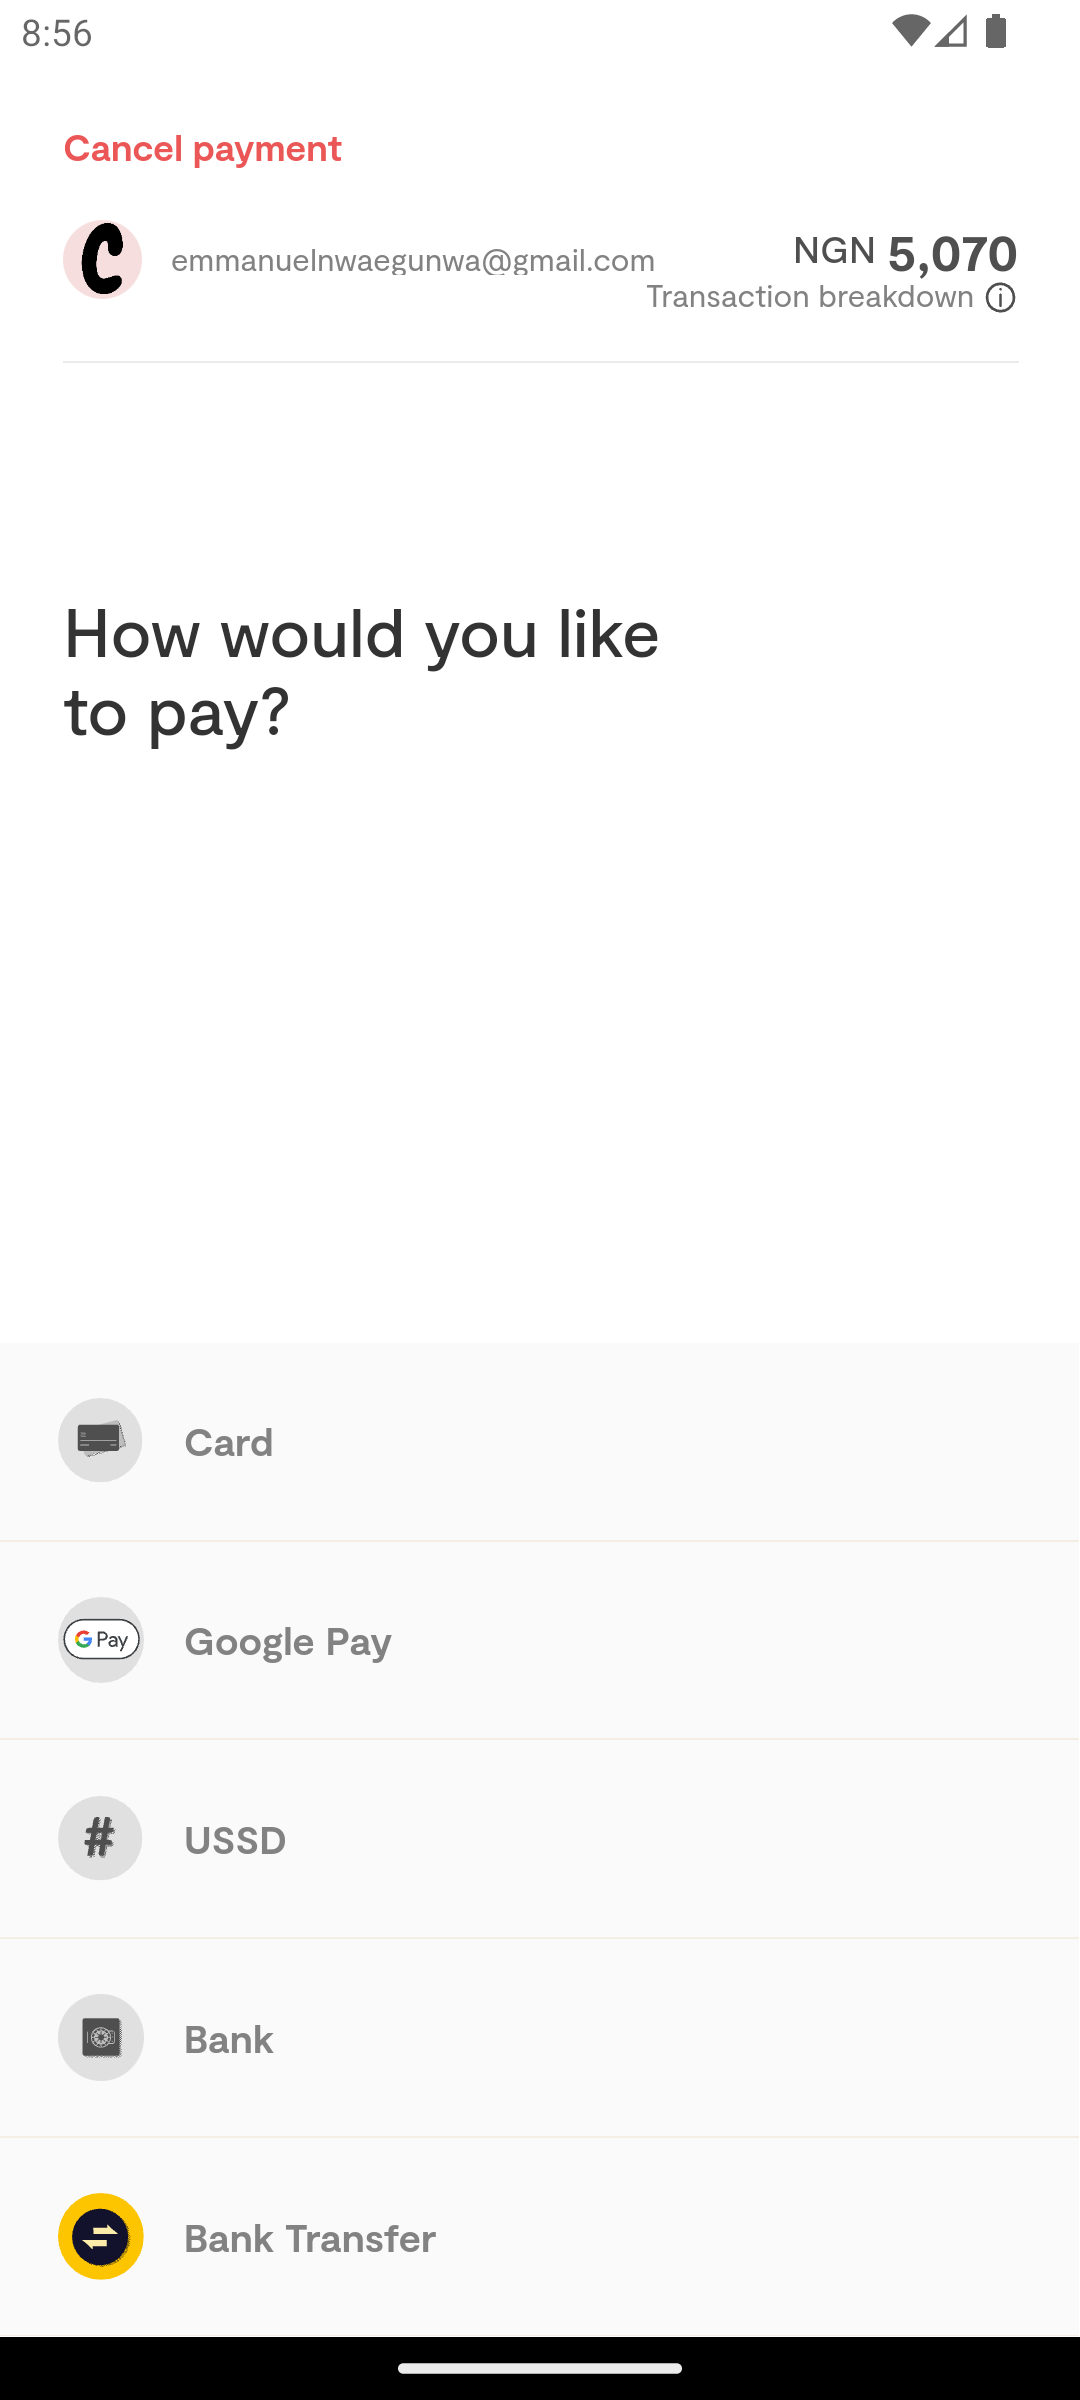 8:56
Cancel payment
C
emmanuelnwaegunwa@gmail.com
NGN 5,070
Transaction breakdown
How would you like
to pay?
Card
G Pay
Google Pay
#
USSD
Bank
Bank Transfer